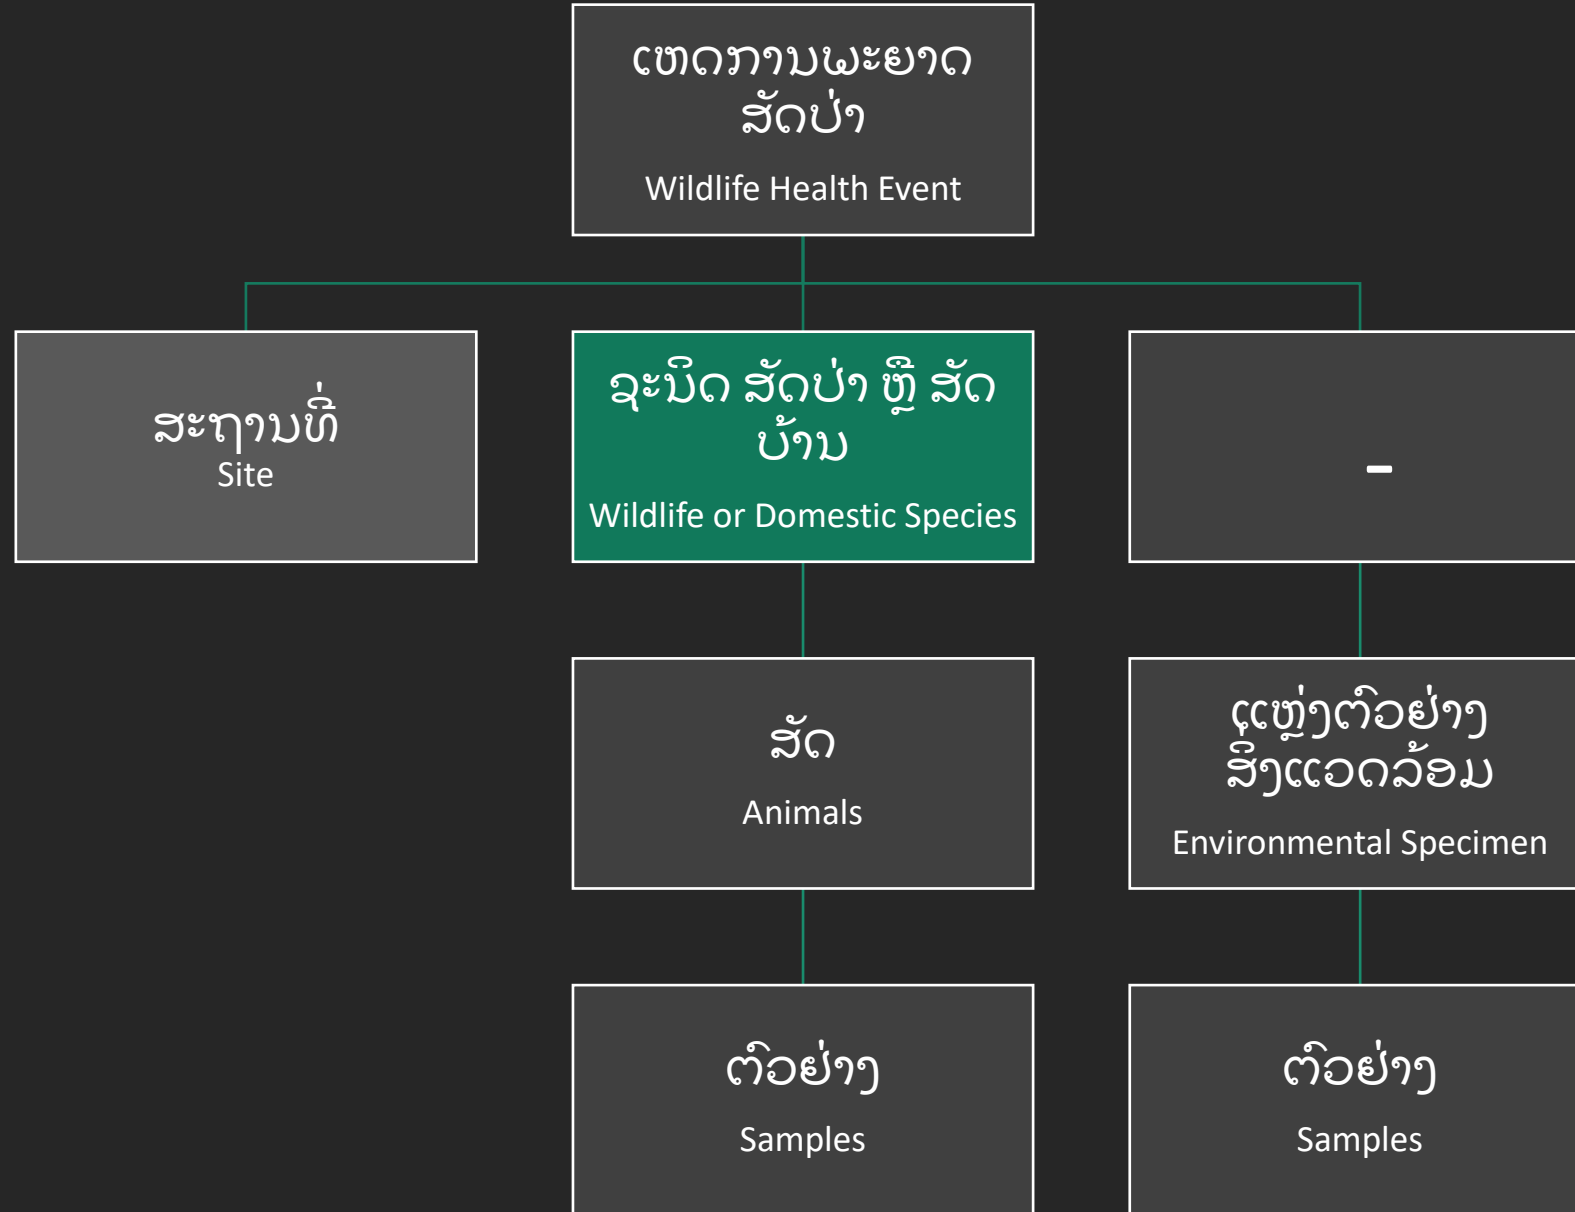 ເຫດການພະຍາດ
ສັດປ່າ
Wildlife Health Event
ສະຖານທີ່
Site
ຊະນິດ ສັດປ່າ ຫຼື ສັດ
ບ້ານ
Wildlife or Domestic Species
-
ສັດ
Animals
ແຫຼ່ງຕົວຢ່າງ
ສິ່ງແວດລ້ອມ
Environmental Specimen
ຕົວຢ່າງ
Samples
ຕົວຢ່າງ
Samples